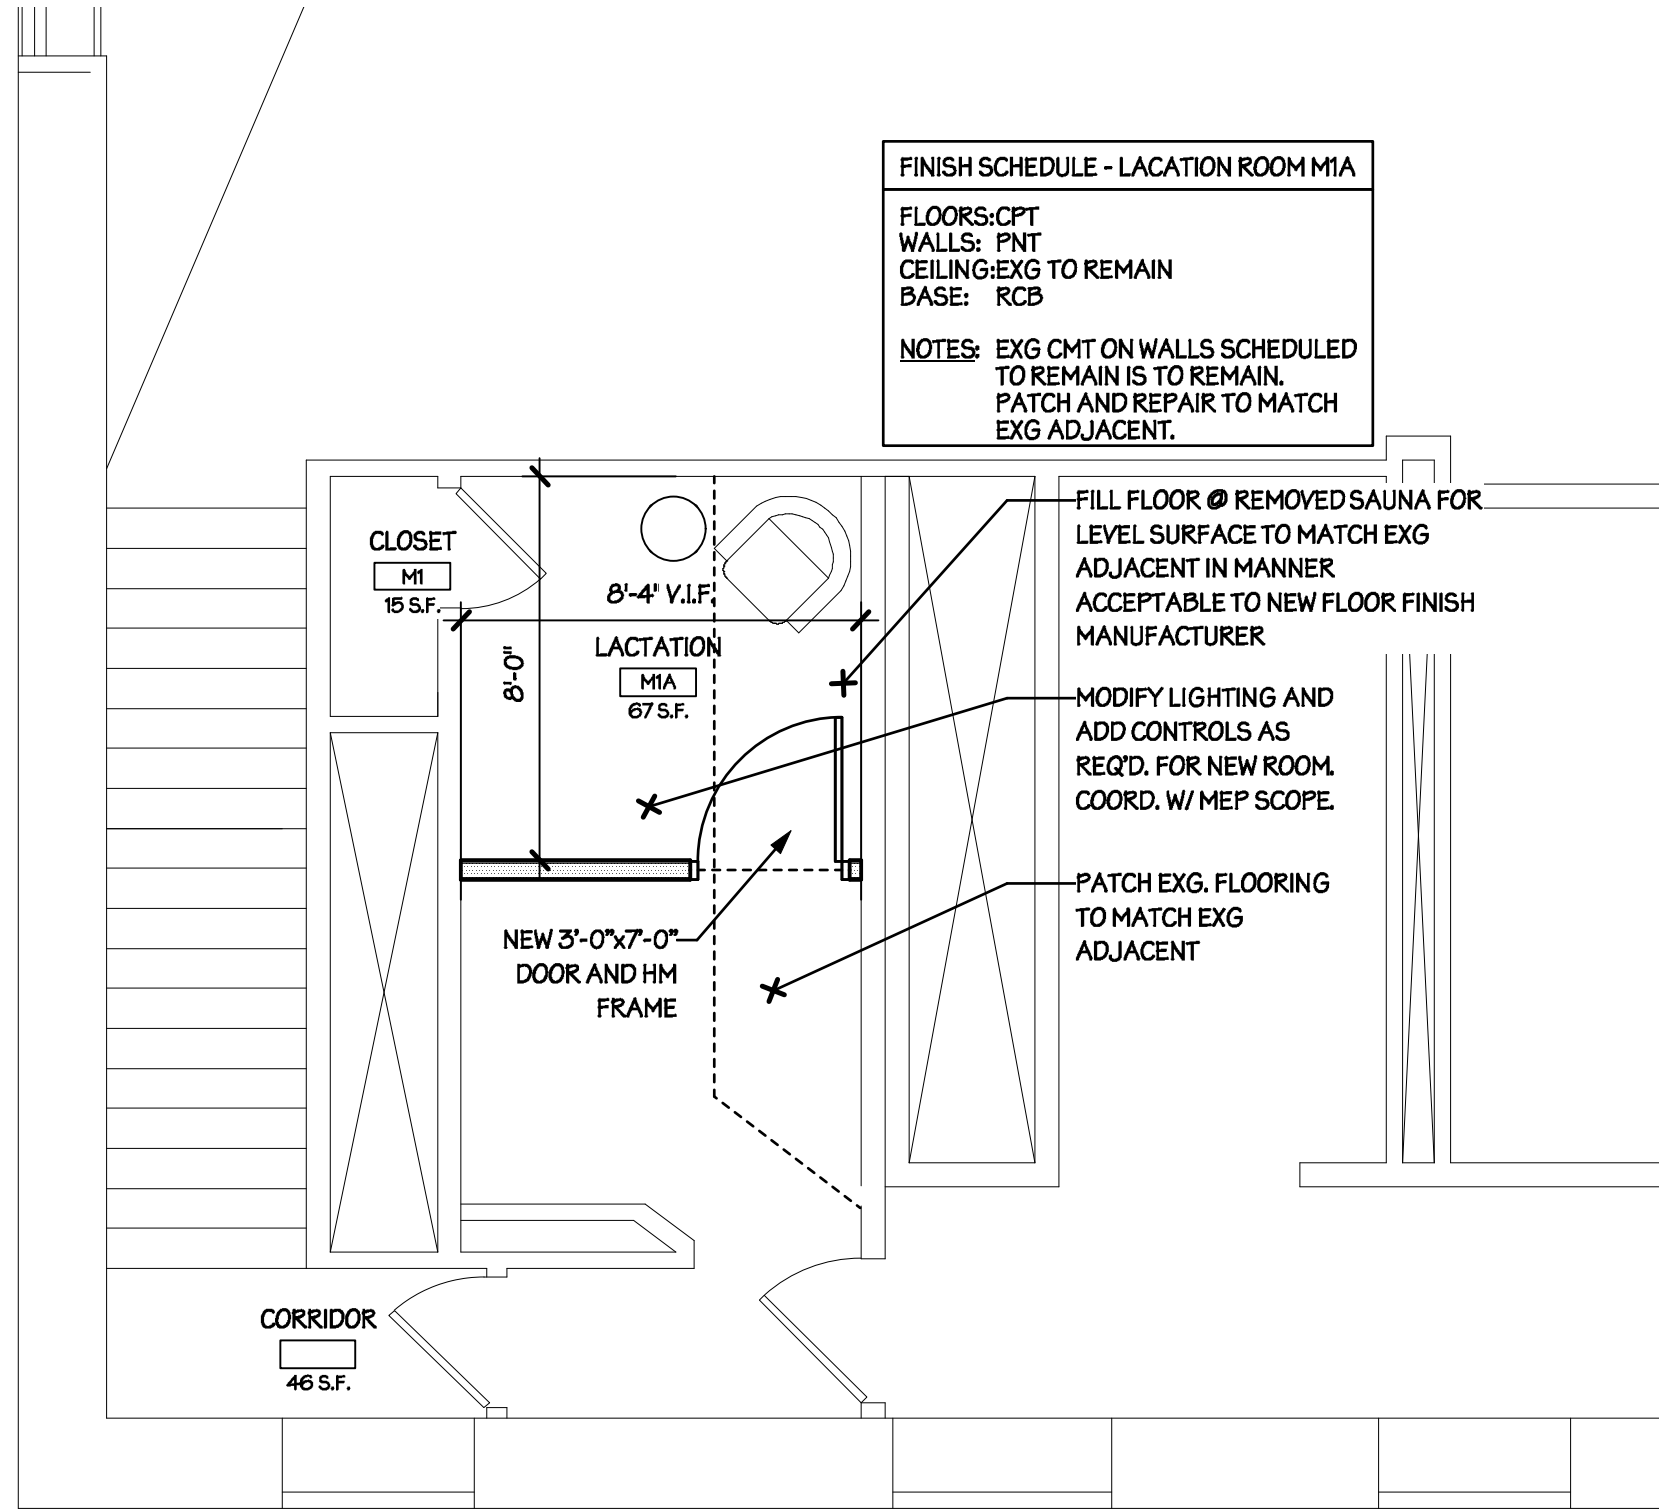 FINISH SCHEDULE - LACATION ROOM M1A
FLOORS: CPT
WALLS: PNT
CEILING: EXG TO REMAIN
BASE: RCB
NOTES: EXG CMT ON WALLS SCHEDULED
TO REMAIN IS TO REMAIN.
PATCH AND REPAIR TO MATCH
EXG ADJACENT.
CLOSET
M1
15 S.F.
8'-4" V.I.F.
8'-0"
LACTATION
M1A
67 S.F.
FILL FLOOR @ REMOVED SAUNA FOR
LEVEL SURFACE TO MATCH EXG
ADJACENT IN MANNER
ACCEPTABLE TO NEW FLOOR FINISH
MANUFACTURER
MODIFY LIGHTING AND
ADD CONTROLS AS
REQ'D. FOR NEW ROOM.
COORD. W/ MEP SCOPE.
PATCH EXG. FLOORING
TO MATCH EXG
ADJACENT
NEW 3'-0"x7'-0"
DOOR AND HM
FRAME
CORRIDOR
46 S.F.